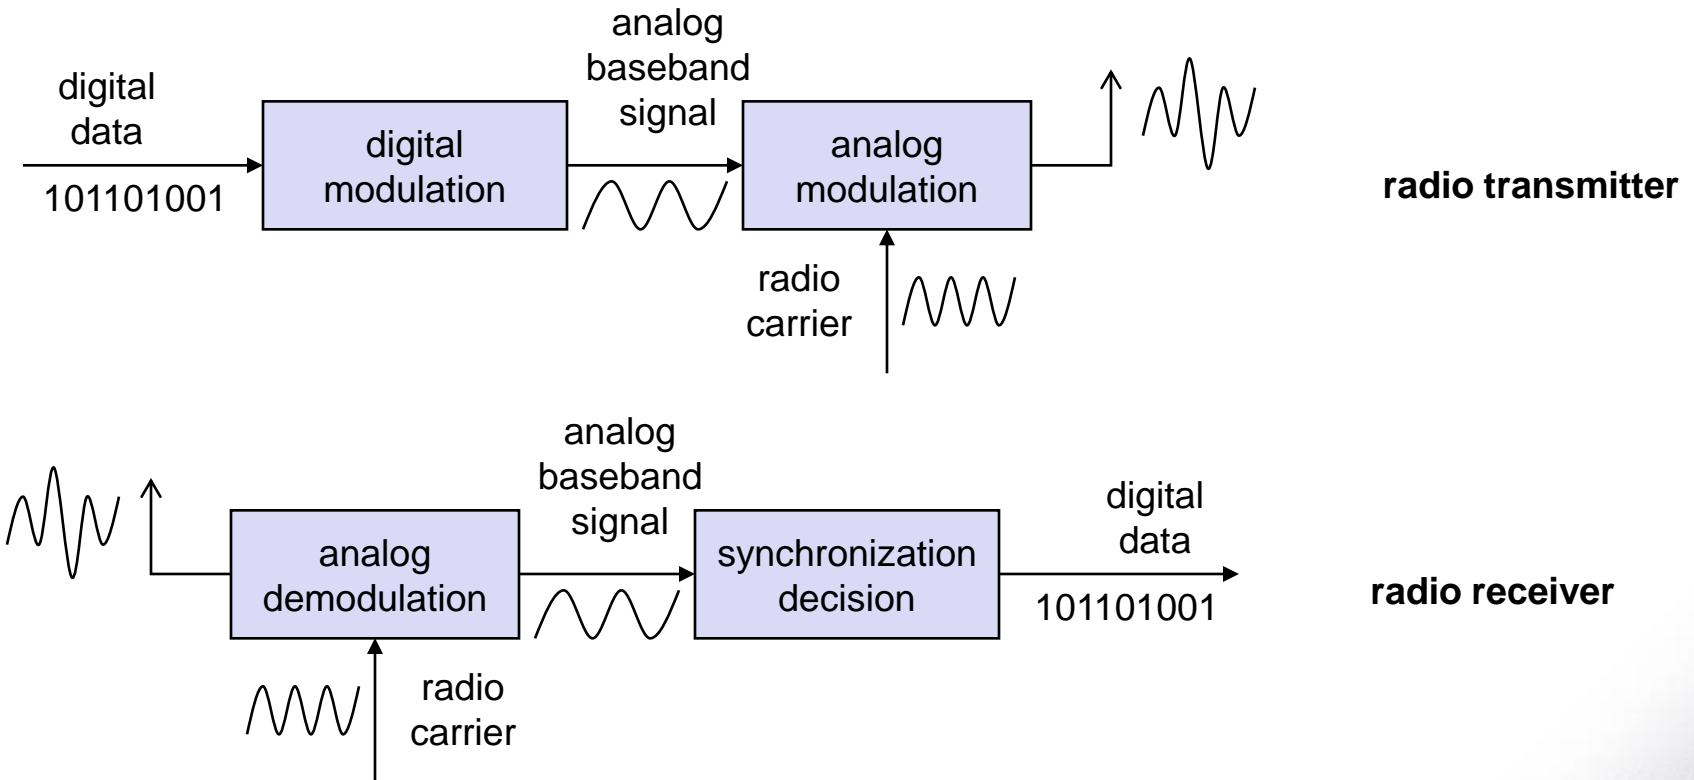 digital
data
101101001
digital
modulation
analog
baseband
signal
analog
modulation
radio
carrier
radio transmitter
analog
demodulation
radio
carrier
analog
baseband
signal
synchronization
decision
digital
data
101101001
radio receiver